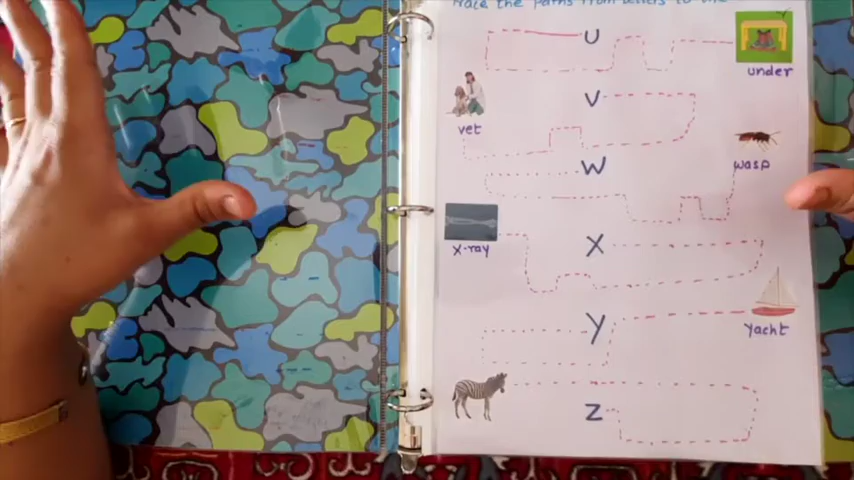 Trace the paths from letters to the
U
under
V
vet
W
wasp
X
x-ray
Y
Yacht
Z